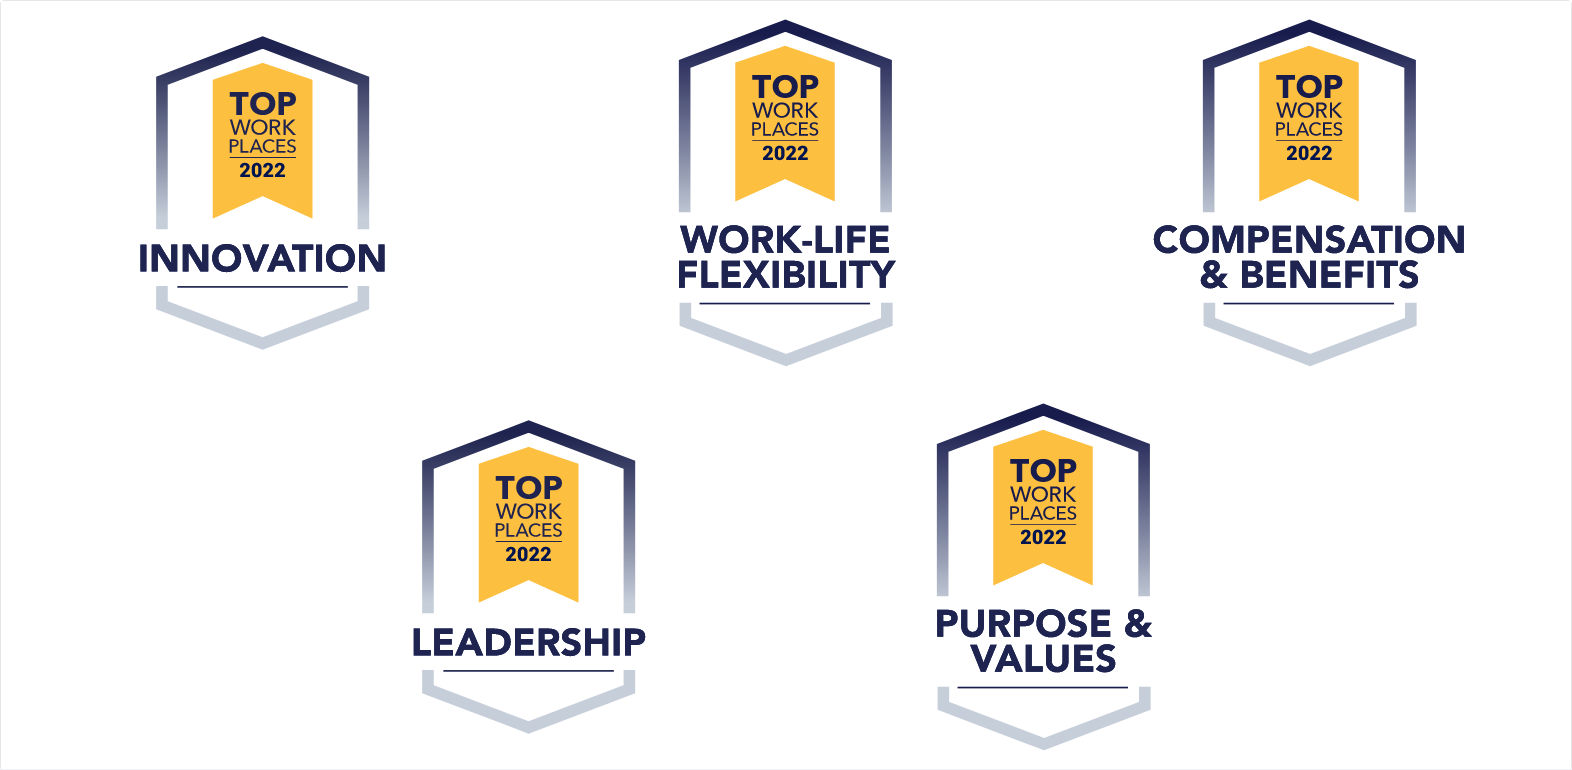 TOP
WORK
PLACES
2022
INNOVATION
TOP
WORK
PLACES
2022
WORK-LIFE
FLEXIBILITY
TOP
WORK
PLACES
2022
COMPENSATION
& BENEFITS
TOP
WORK
PLACES
2022
LEADERSHIP
TOP
WORK
PLACES
2022
PURPOSE &
VALUES